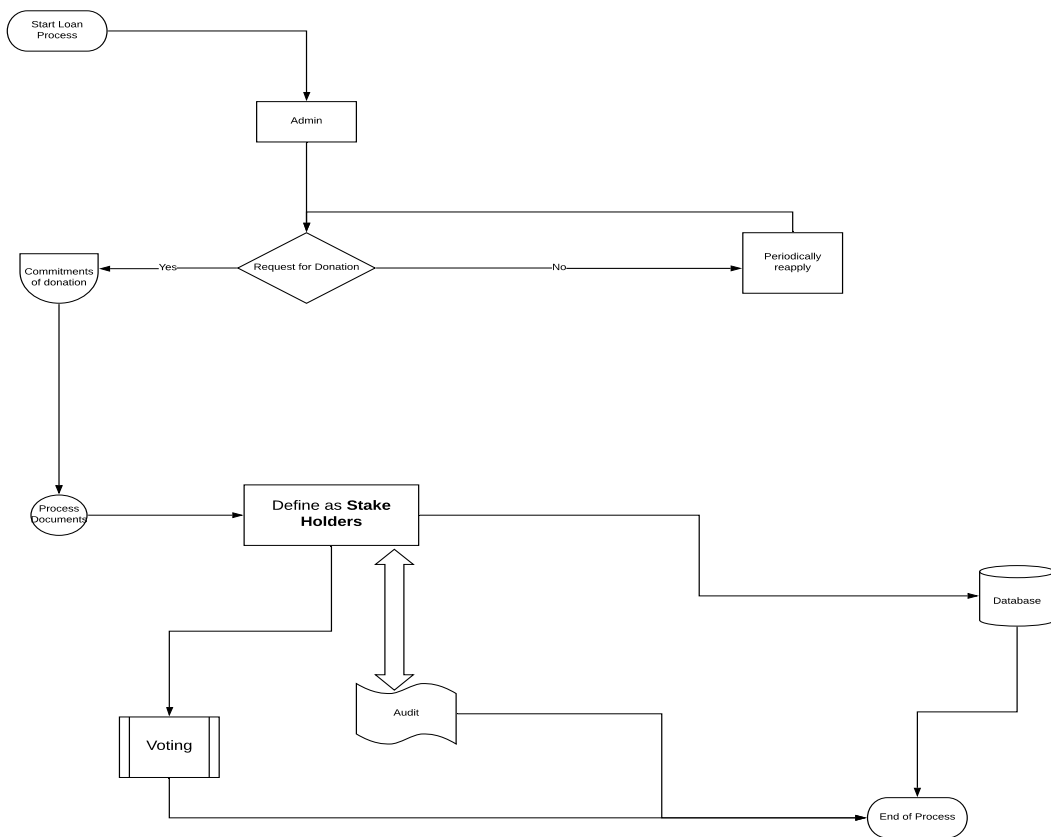 Start Loan
Process
Admin
Request for Donation
Yes
No
Periodically
reapply
Commitments
of donation
Process
Documents
Define as Stake
Holders
Database
Audit
Voting
End of Process